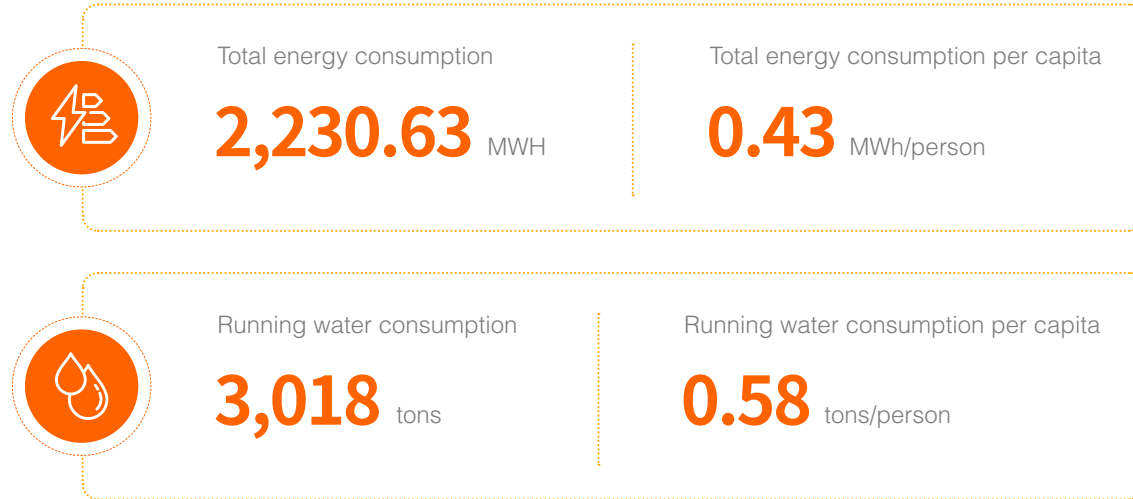 Total energy consumption
2,230.63 MWH
Total energy consumption per capita
0.43 MWh/person
Running water consumption
3,018 tons
Running water consumption per capita
0.58 tons/person